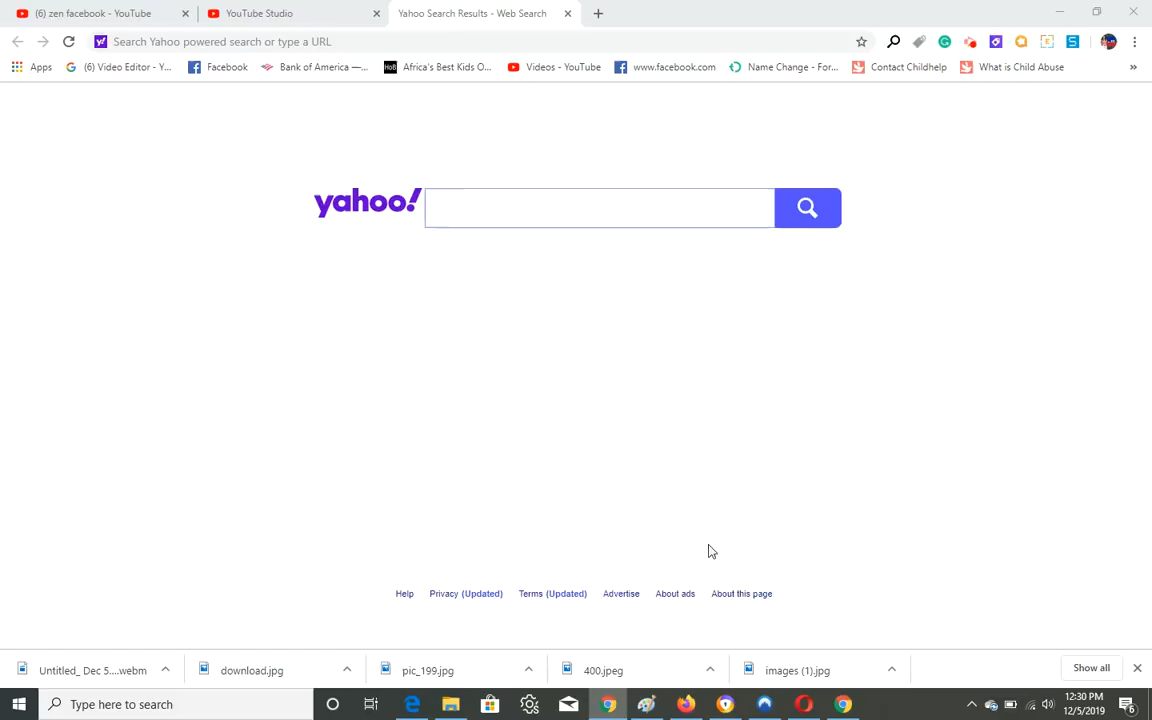 (6) zen facebook - YouTube
YouTube Studio
Yahoo Search Results - Web Search
Search Yahoo powered search or type a URL
Apps
(6) Video Editor - Y...
Facebook
Bank of America —...
Africa's Best Kids O...
Videos - YouTube
www.facebook.com
Name Change - For...
Contact Childhelp
What is Child Abuse
yahoo!
Help
Privacy (Updated)
Terms (Updated)
Advertise
About ads
About this page
Untitled_ Dec 5....webm
download.jpg
pic_199.jpg
400.jpeg
images (1).jpg
Show all
Type here to search
12:30 PM
12/5/2019